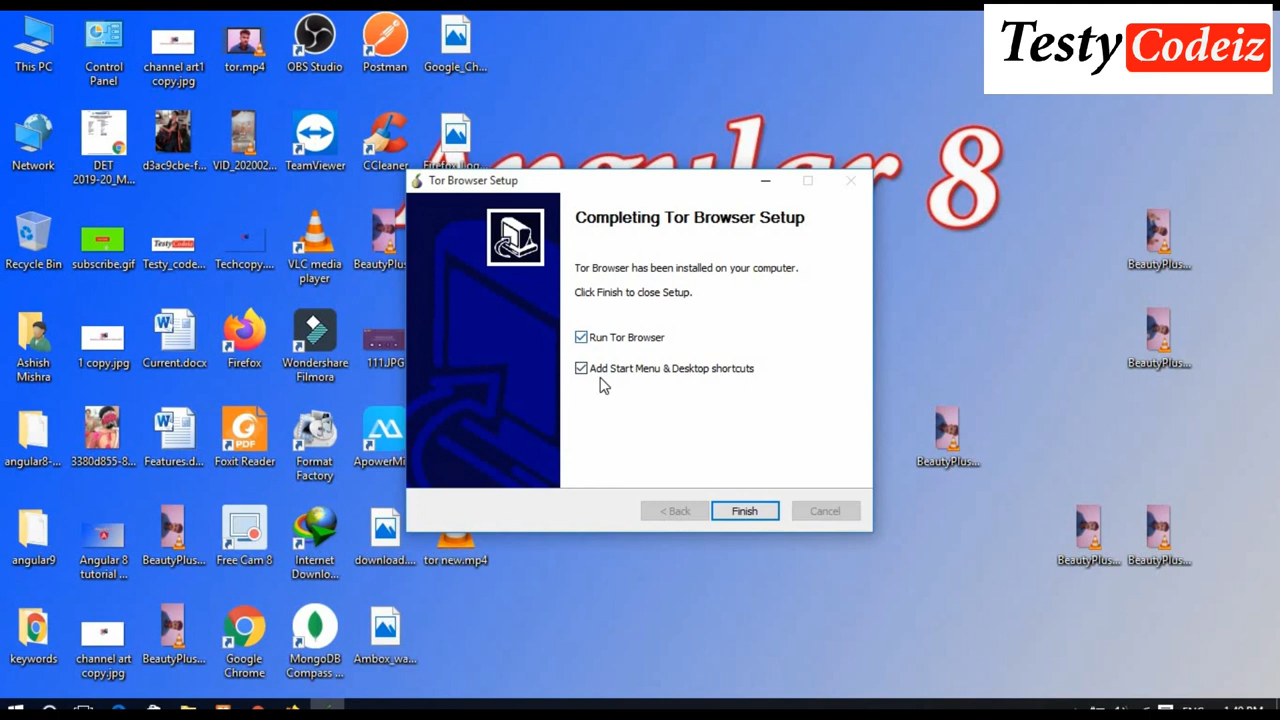 Testy Codeiz
This PC
Control
Panel
channel art1
copy.jpg
tor.mp4
OBS Studio
Postman
Google_Ch...
Network
DET
2019-20_M...
d3ac9cbe-f...
VID_202002...
TeamViewer
CCleaner
Angular 8
Recycle Bin
subscribe.gif
Testy_code...
Techcopy....
VLC media
player
BeautyPlus
BeautyPlus...
Tor Browser Setup
Completing Tor Browser Setup
Tor Browser has been installed on your computer.
Click Finish to close Setup.
Run Tor Browser
Add Start Menu & Desktop shortcuts
< Back
Finish
Cancel
Ashish
Mishra
1 copy.jpg
Current.docx
Firefox
Wondershare
Filmora
111.JPG
BeautyPlus...
angular8-...
3380d855-8...
Features.d...
Foxit Reader
Format
Factory
ApowerMi
BeautyPlus...
angular9
Angular 8
tutorial ...
BeautyPlus...
Free Cam 8
Internet
Downlo...
download....
tor new.mp4
BeautyPlus...
BeautyPlus...
keywords
channel art
copy.jpg
BeautyPlus...
Google
Chrome
MongoDB
Compass ...
Ambox_wa...